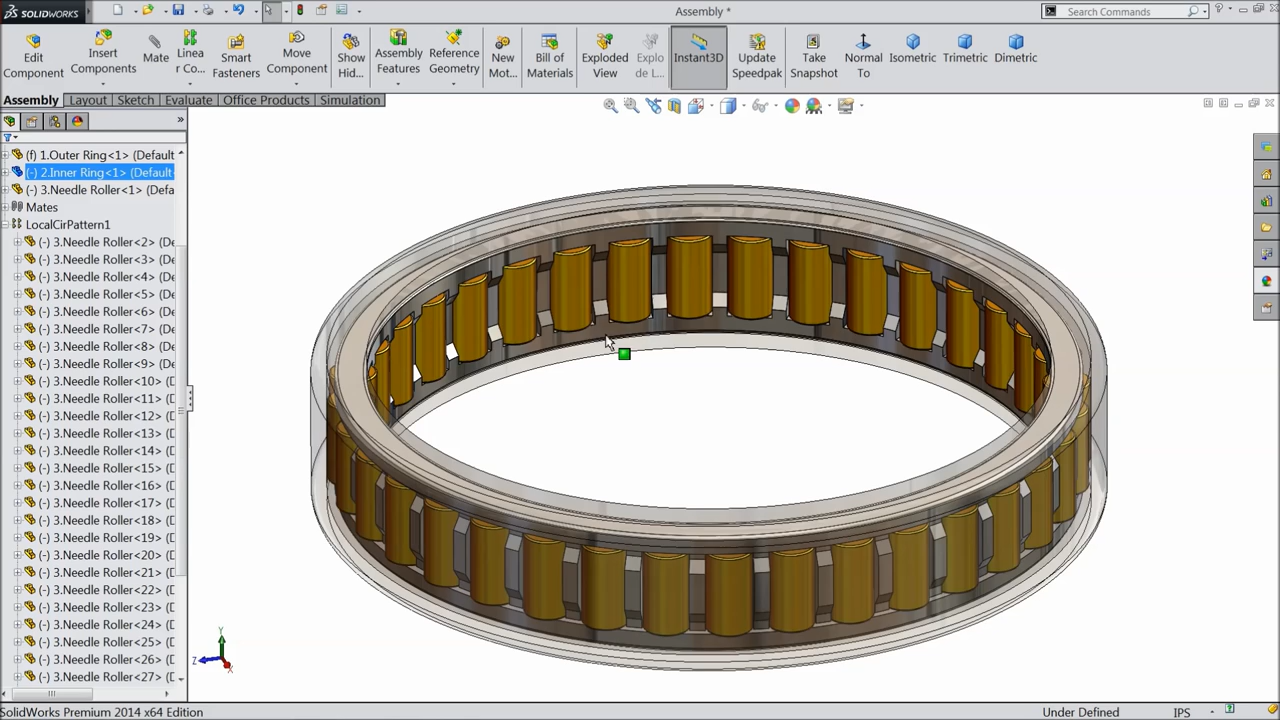 SOLIDWORKS
Assembly *
Search Commands
Edit Component
Insert Components
Mate
Linea r Co...
Smart Fasteners
Move Component
Show Hid...
Assembly Features
Reference Geometry
New Mot...
Bill of Materials
Exploded View
Explo de L...
Instant3D
Update Speedpak
Take Snapshot
Normal To
Isometric
Trimetric
Dimetric
Assembly Layout Sketch Evaluate Office Products Simulation
(f) 1.Outer Ring<1> (Default
(-) 2.Inner Ring<1> (Default
(-) 3.Needle Roller<1> (Defa
Mates
LocalCirPattern1
(-) 3.Needle Roller<2> (De
(-) 3.Needle Roller<3> (De
(-) 3.Needle Roller<4> (De
(-) 3.Needle Roller<5> (De
(-) 3.Needle Roller<6> (De
(-) 3.Needle Roller<7> (De
(-) 3.Needle Roller<8> (De
(-) 3.Needle Roller<9> (De
(-) 3.Needle Roller<10> (D
(-) 3.Needle Roller<11> (D
(-) 3.Needle Roller<12> (D
(-) 3.Needle Roller<13> (D
(-) 3.Needle Roller<14> (D
(-) 3.Needle Roller<15> (D
(-) 3.Needle Roller<16> (D
(-) 3.Needle Roller<17> (D
(-) 3.Needle Roller<18> (D
(-) 3.Needle Roller<19> (D
(-) 3.Needle Roller<20> (D
(-) 3.Needle Roller<21> (D
(-) 3.Needle Roller<22> (D
(-) 3.Needle Roller<23> (D
(-) 3.Needle Roller<24> (D
(-) 3.Needle Roller<25> (D
(-) 3.Needle Roller<26> (D
(-) 3.Needle Roller<27> (D
Y
Z
X
SolidWorks Premium 2014 x64 Edition
Under Defined
IPS